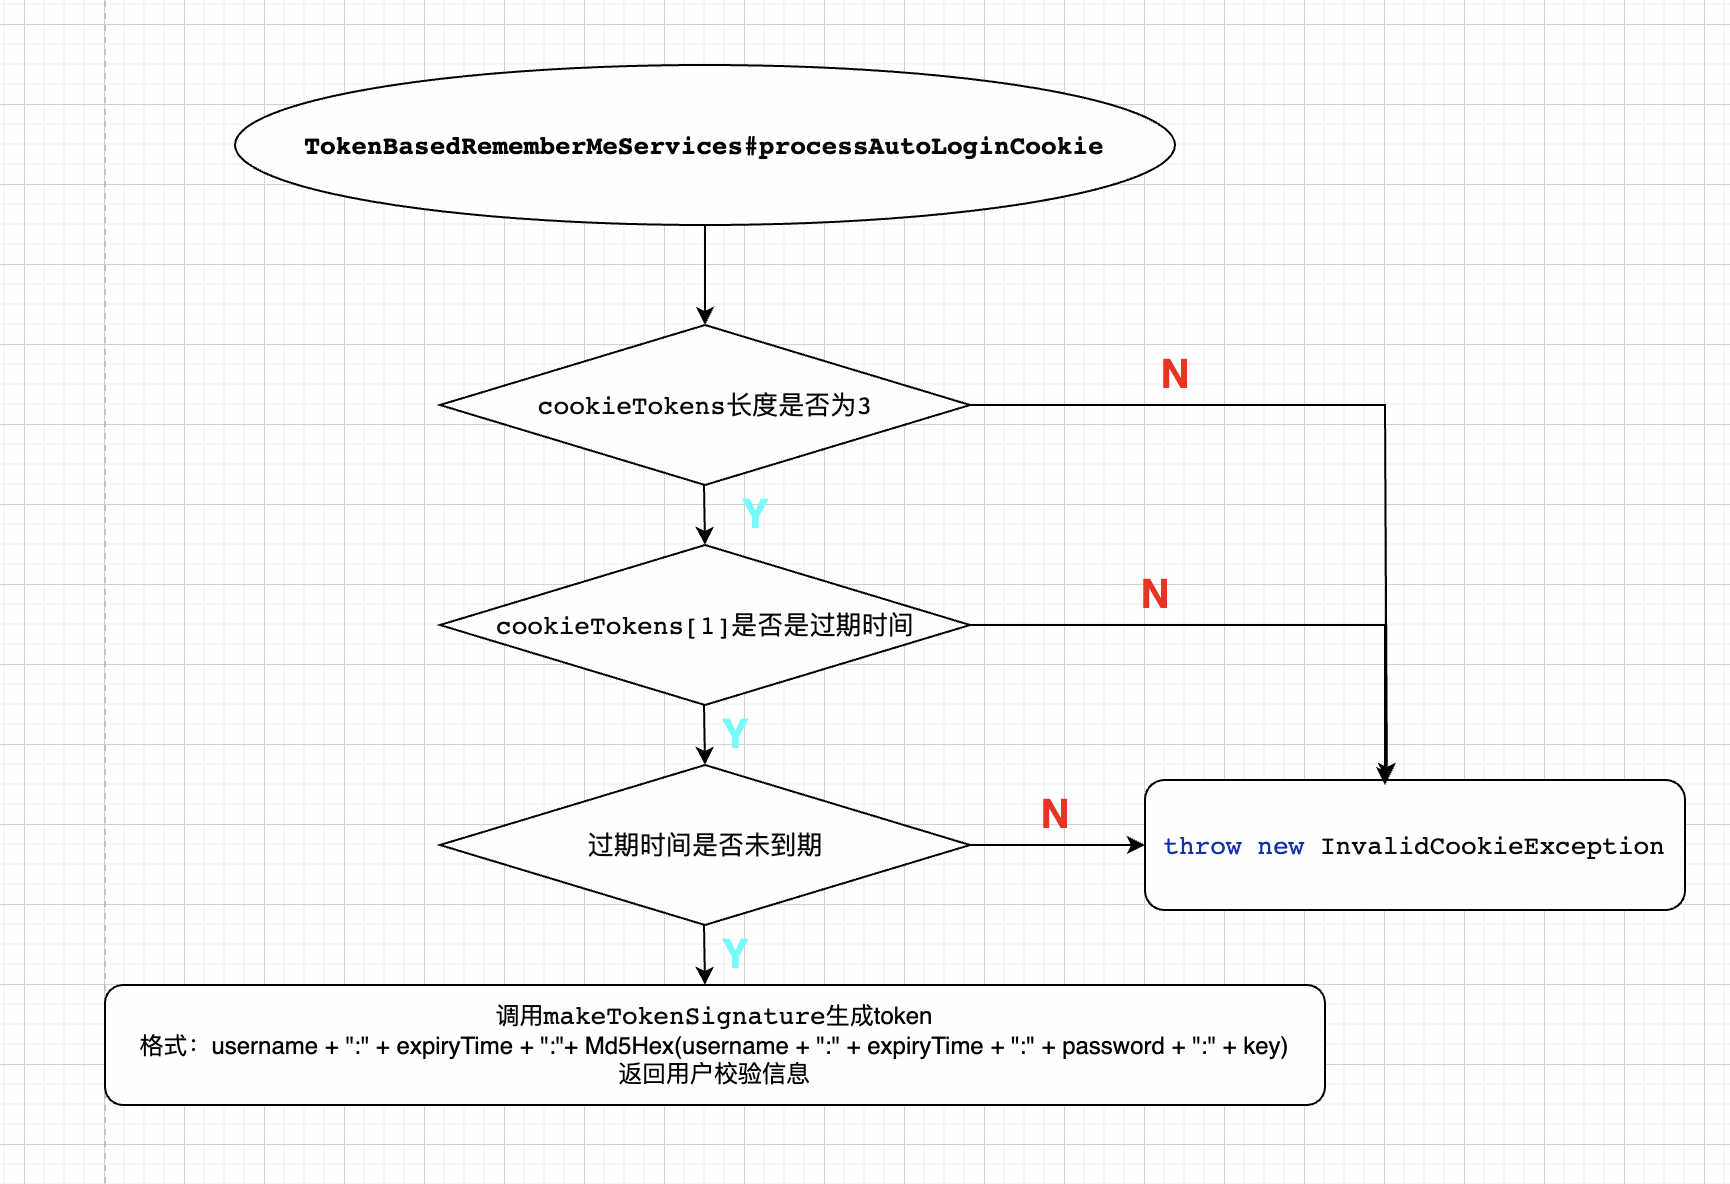 TokenBasedRememberMeServices#processAutoLoginCookie
cookieTokens长度是否为3
N
Y
cookieTokens[1]是否是过期时间
N
Y
过期时间是否未到期
N
throw new InvalidCookieException
Y
调用makeTokenSignature生成token
格式：username + ":" + expiryTime + ":"+ Md5Hex(username + ":" + expiryTime + ":" + password + ":" + key)
返回用户校验信息